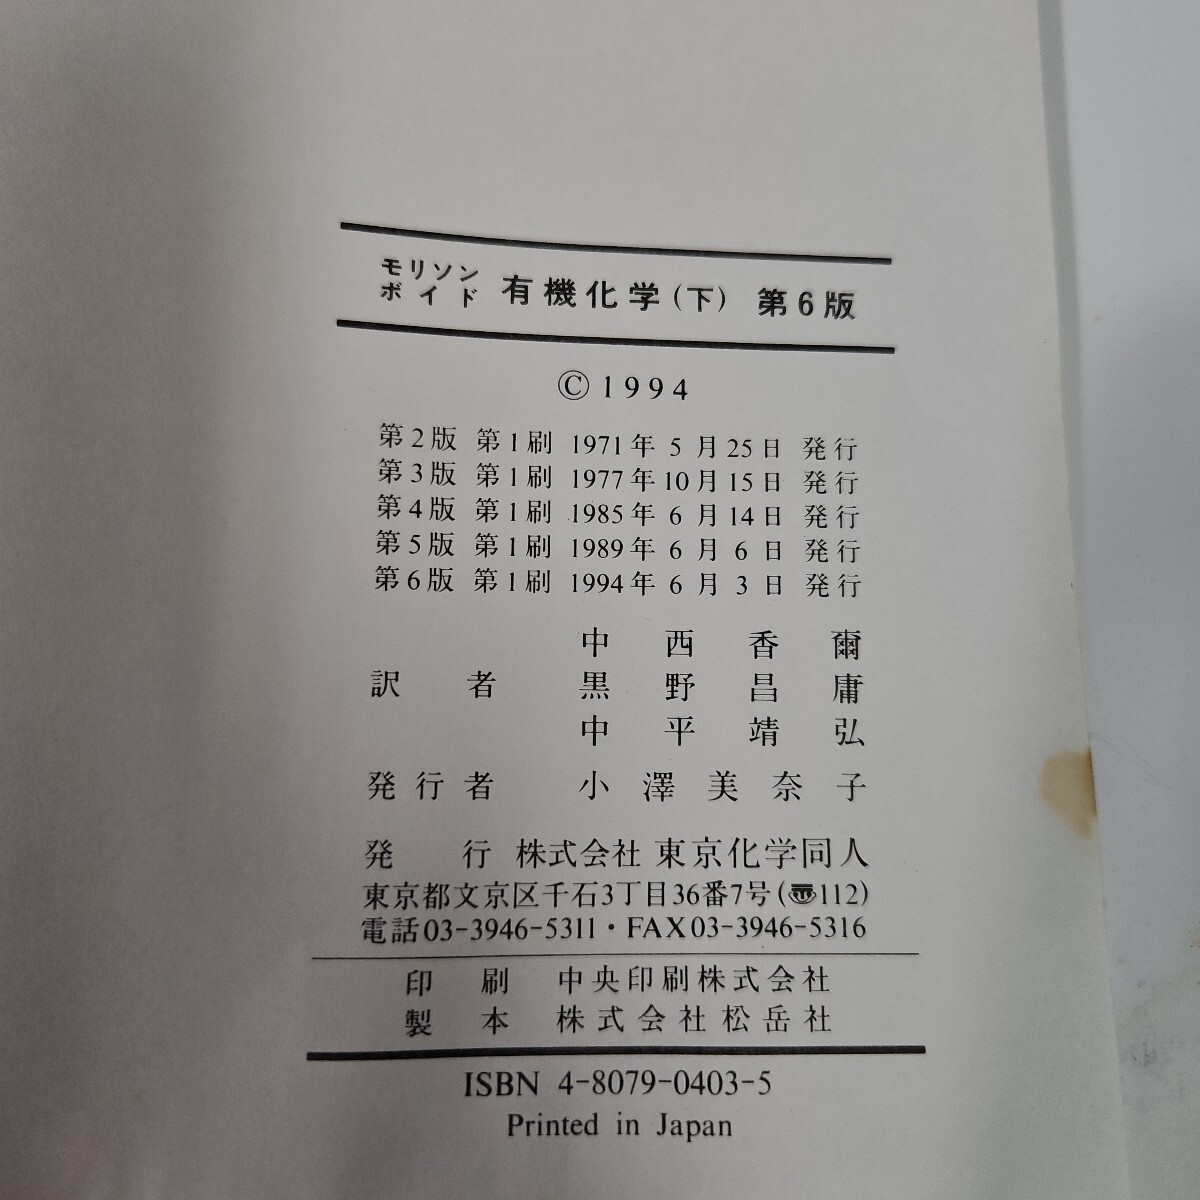 モリソン
ボイド 有機化学(下) 第6版
© 1994
第2版 第1刷 1971年 5月25日 発行
第3版 第1刷 1977年10月15日 発行
第4版 第1刷 1985年 6月14日 発行
第5版 第1刷 1989年 6月 6日 発行
第6版 第1刷 1994年 6月 3日 発行
中西香爾
訳者 黒野昌庸
中平靖弘
発行者 小澤美奈子
発行 株式会社 東京化学同人
東京都文京区千石3丁目36番7号(〠112)
電話03-3946-5311・FAX03-3946-5316
印刷 中央印刷株式会社
製本 株式会社松岳社
ISBN 4-8079-0403-5
Printed in Japan